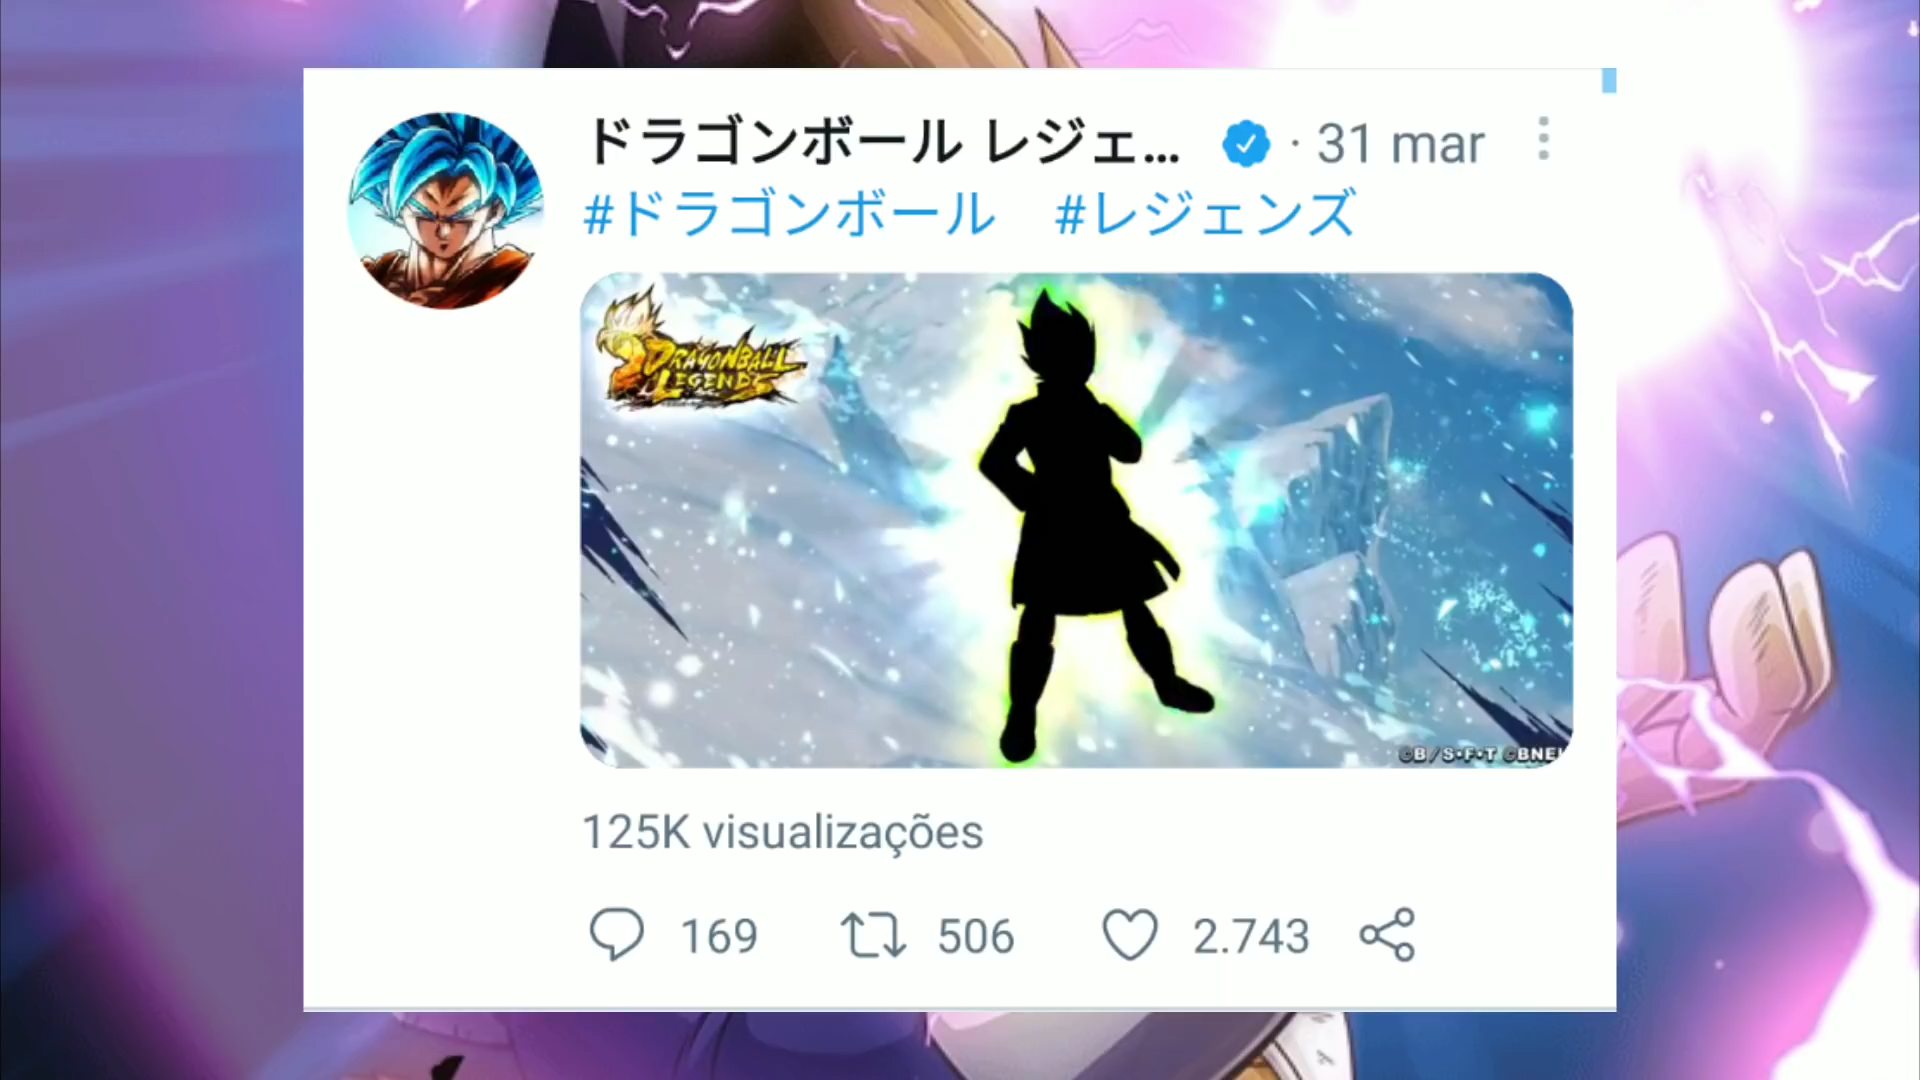 ドラゴンボール レジェ... · 31 mar
#ドラゴンボール #レジェンズ
DRAGONBALL
LEGENDS
©B/S•F•T ©BNEI
125K visualizações
169 506 2.743